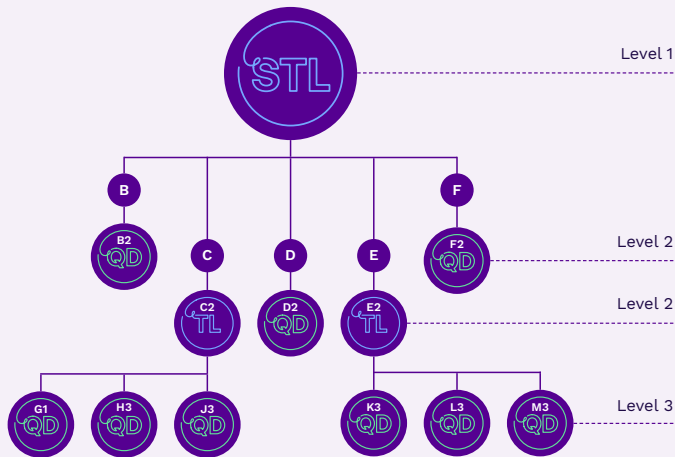 STL
Level 1
B
F
B2
QD
F2
QD
Level 2
C
D
E
C2
TL
D2
QD
E2
TL
Level 2
G1
QD
H3
QD
J3
QD
K3
QD
L3
QD
M3
QD
Level 3